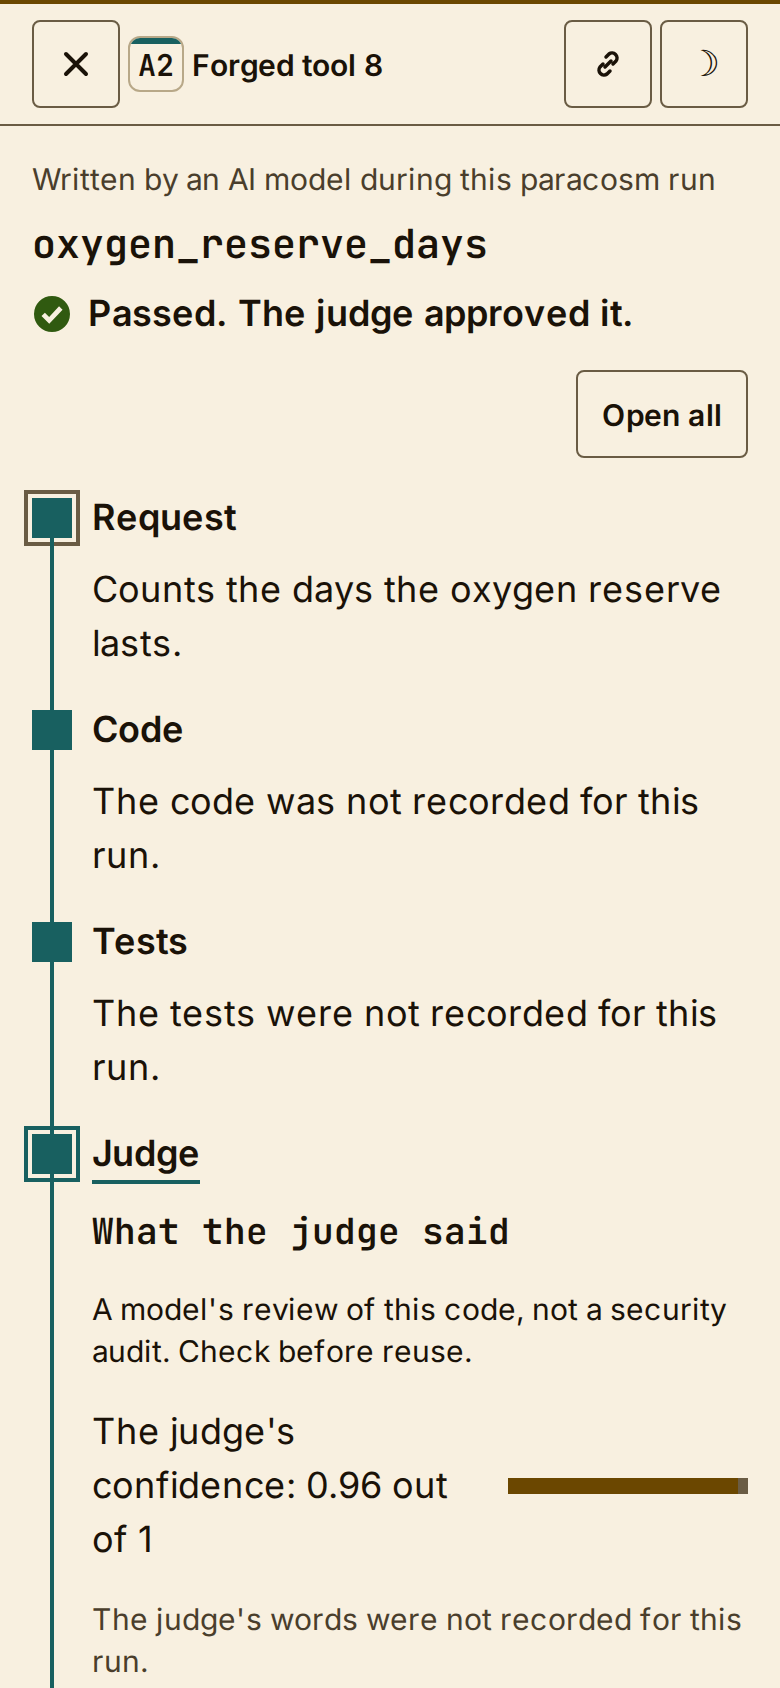 A2 Forged tool 8
Written by an AI model during this paracosm run
oxygen_reserve_days
Passed. The judge approved it.
Open all
Request
Counts the days the oxygen reserve
lasts.
Code
The code was not recorded for this
run.
Tests
The tests were not recorded for this
run.
Judge
What the judge said
A model's review of this code, not a security
audit. Check before reuse.
The judge's
confidence: 0.96 out
of 1
The judge's words were not recorded for this
run.